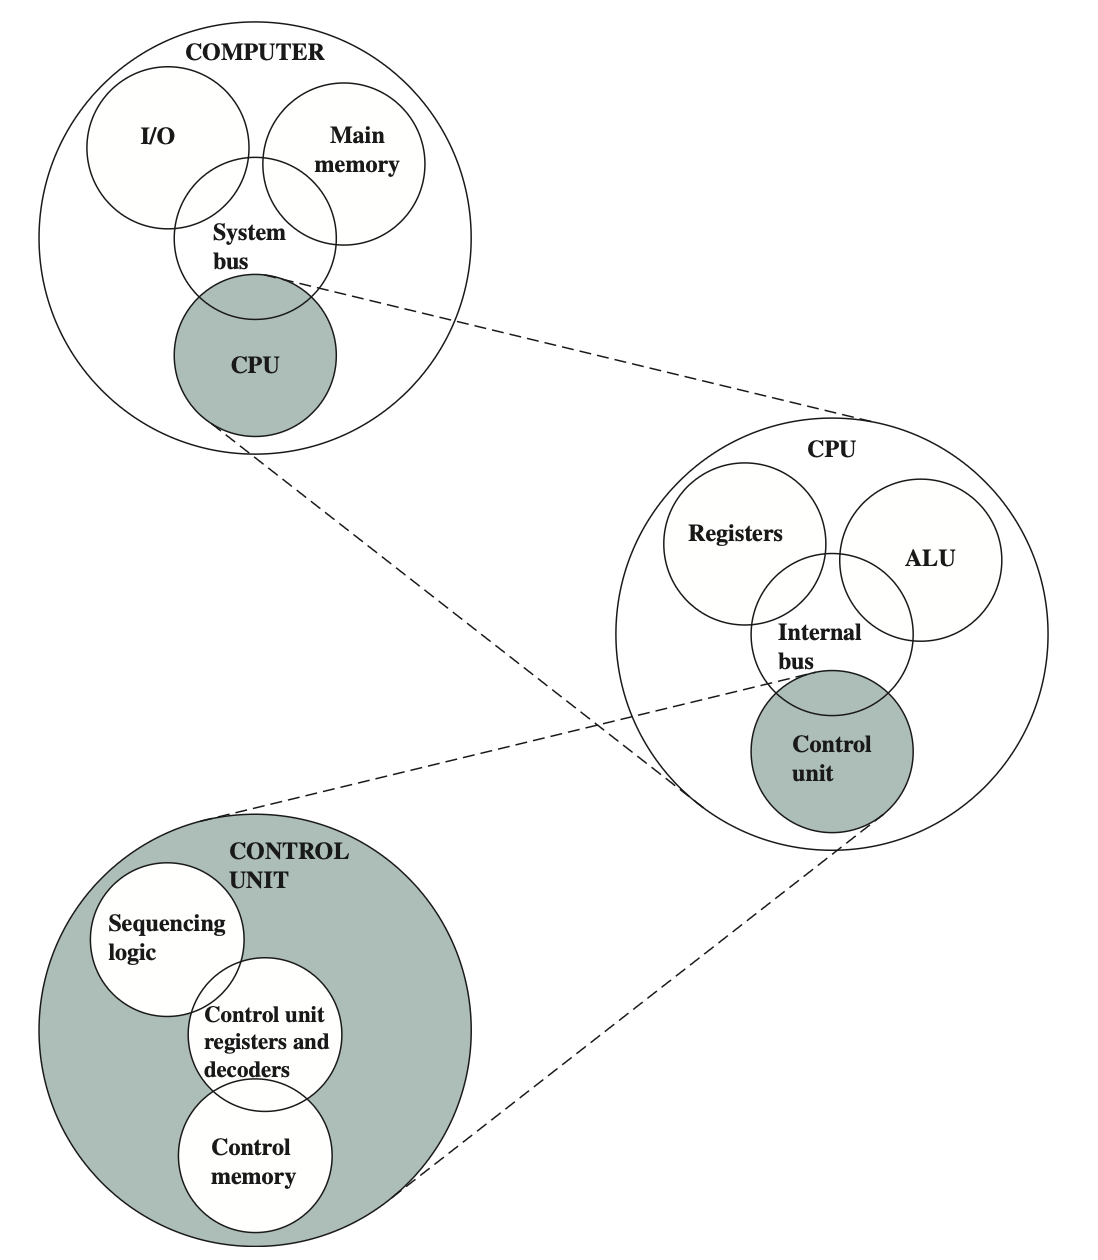 COMPUTER
I/O
Main
memory
System
bus
CPU
CPU
Registers
ALU
Internal
bus
Control
unit
CONTROL
UNIT
Sequencing
logic
Control unit
registers and
decoders
Control
memory